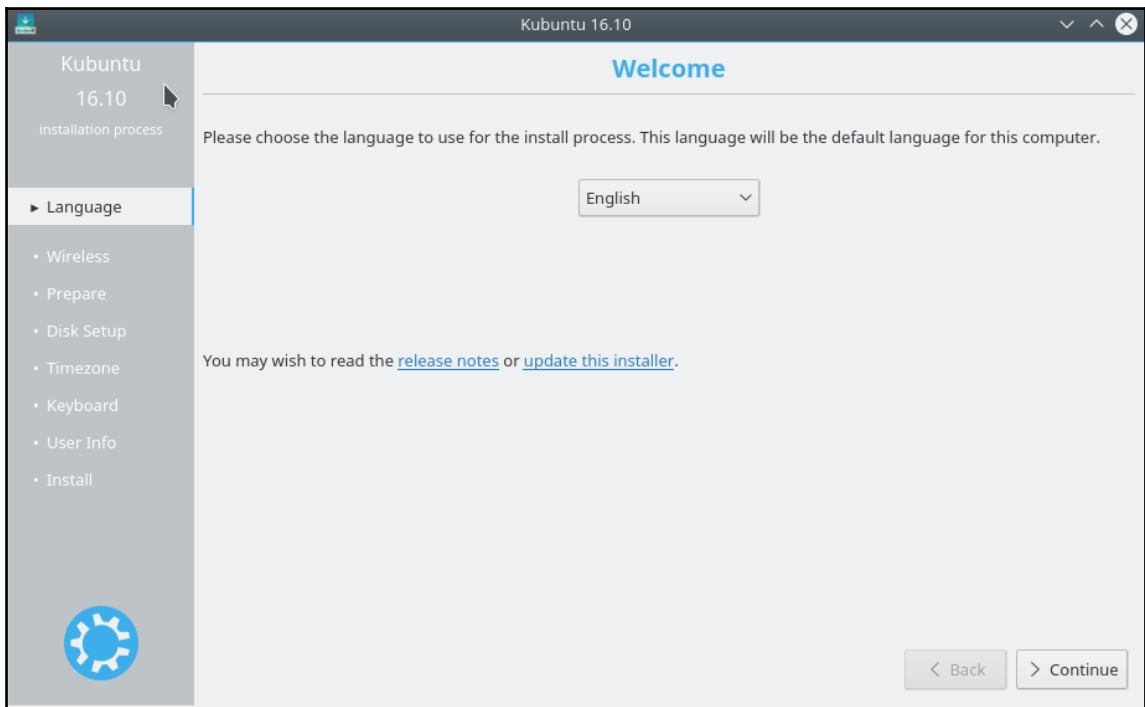 Kubuntu 16.10
Kubuntu
16.10
installation process
Language
Wireless
Prepare
Disk Setup
Timezone
Keyboard
User Info
Install
Welcome
Please choose the language to use for the install process. This language will be the default language for this computer.
English
You may wish to read the release notes or update this installer.
Back
Continue